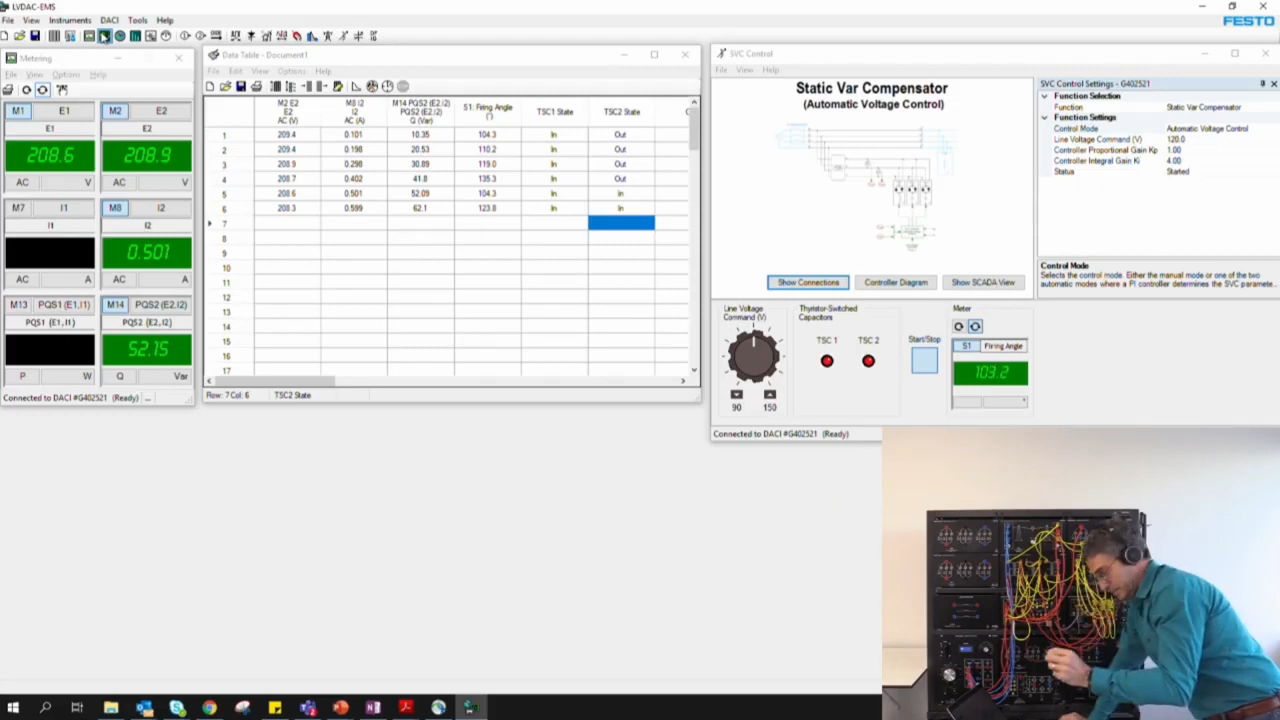 LVDAC-EMS
File View Instruments DACI Tools Help
FESTO
Metering
File View Options Help
M1 E1 M2 E2
E1 E2
208.6 208.9
AC V AC V
M7 I1 M8 I2
I1 I2
0.501
AC A AC A
M13 PQS1 (E1,I1) M14 PQS2 (E2,I2)
PQS1 (E1,I1) PQS2 (E2,I2)
52.15
P W Q Var
Connected to DACI #G402521 (Ready) ...
Data Table - Document1
File Edit View Options Help
M2 E2 M8 I2 M14 PQS2 (E2,I2) S1: Firing Angle TSC1 State TSC2 State
E2 I2 PQS2 (E2,I2) (°)
AC (V) AC (A) Q (Var)
1 209.4 0.101 10.35 104.3 In Out
2 209.4 0.198 20.53 110.2 In Out
3 208.9 0.298 30.89 119.0 In Out
4 208.7 0.402 41.8 135.3 In Out
5 208.6 0.501 52.09 104.3 In In
6 208.3 0.599 62.1 123.8 In In
7
8
9
10
11
12
13
14
15
16
17
Row: 7 Col: 6 TSC2 State
SVC Control
File View Help
Static Var Compensator
(Automatic Voltage Control)
Show Connections Controller Diagram Show SCADA View
Line Voltage
Command (V)
90 150
Thyristor-Switched
Capacitors
TSC 1 TSC 2
Start/Stop
Meter
S1 Firing Angle
103.2
°
Connected to DACI #G402521 (Ready)
SVC Control Settings - G402521
Function Selection
Function Static Var Compensator
Function Settings
Control Mode Automatic Voltage Control
Line Voltage Command (V) 120.0
Controller Proportional Gain Kp 1.00
Controller Integral Gain Ki 4.00
Status Started
Control Mode
Selects the control mode. Either the manual mode or one of the two
automatic modes where a PI controller determines the SVC paramete...